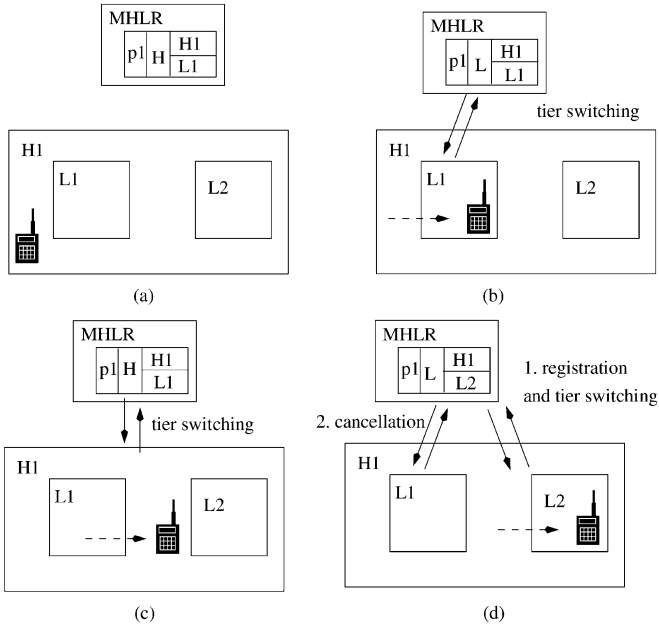 MHLR
p1 H H1
L1
H1
L1
L2
(a)
MHLR
p1 L H1
L1
tier switching
H1
L1
L2
(b)
MHLR
p1 H H1
L1
tier switching
H1
L1
L2
(c)
MHLR
p1 L H1
L2
1. registration
and tier switching
2. cancellation
H1
L1
L2
(d)